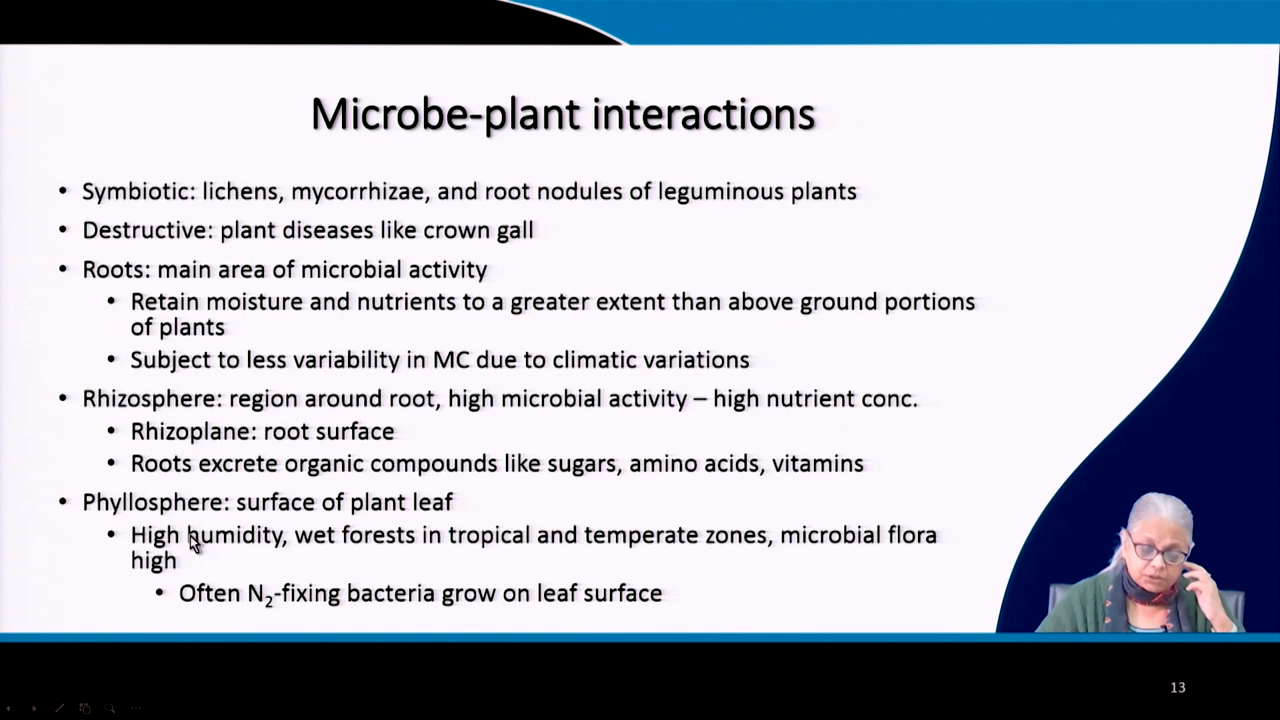 Microbe-plant interactions
• Symbiotic: lichens, mycorrhizae, and root nodules of leguminous plants
• Destructive: plant diseases like crown gall
• Roots: main area of microbial activity
• Retain moisture and nutrients to a greater extent than above ground portions
of plants
• Subject to less variability in MC due to climatic variations
• Rhizosphere: region around root, high microbial activity – high nutrient conc.
• Rhizoplane: root surface
• Roots excrete organic compounds like sugars, amino acids, vitamins
• Phyllosphere: surface of plant leaf
• High humidity, wet forests in tropical and temperate zones, microbial flora
high
• Often N₂-fixing bacteria grow on leaf surface
13